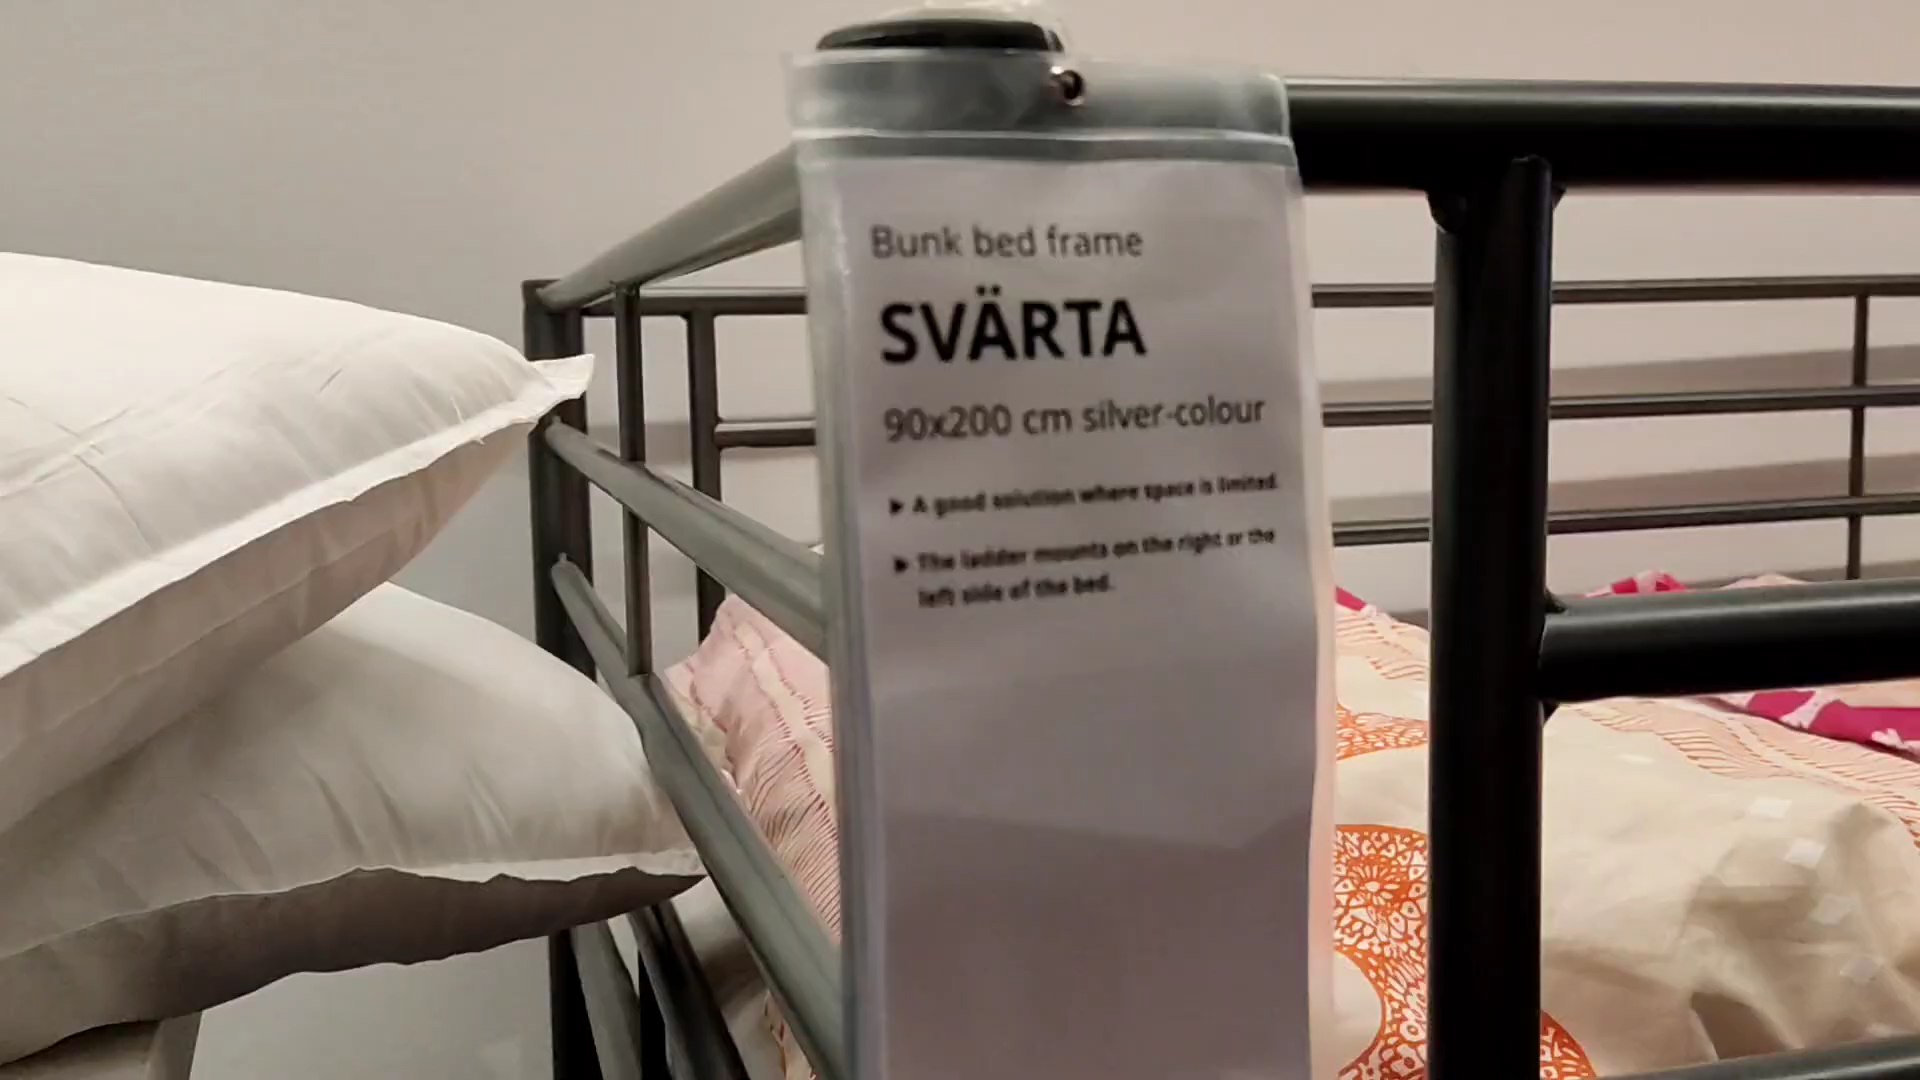 Bunk bed frame
SVÄRTA
90x200 cm silver-colour
▶ A good solution where space is limited.
▶ The ladder mounts on the right or the
left side of the bed.